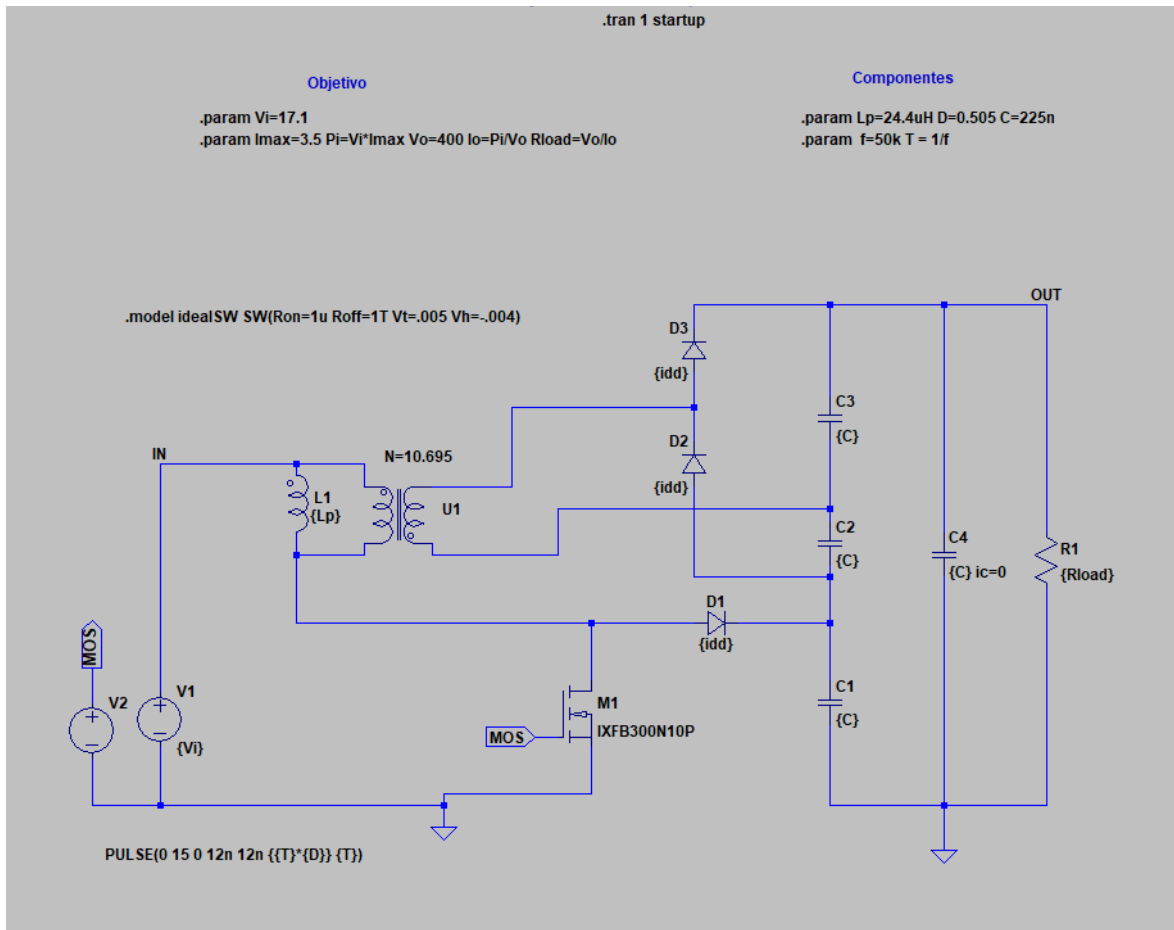 .tran 1 startup
Objetivo
Componentes
.param Vi=17.1
.param Imax=3.5 Pi=Vi*Imax Vo=400 Io=Pi/Vo Rload=Vo/Io
.param Lp=24.4uH D=0.505 C=225n
.param  f=50k T = 1/f
.model idealSW SW(Ron=1u Roff=1T Vt=.005 Vh=-.004)
OUT
D3
{idd}
C3
{C}
D2
{idd}
IN
N=10.695
L1
{Lp}
U1
C2
{C}
C4
{C} ic=0
R1
{Rload}
D1
{idd}
MOS
V2
V1
{Vi}
M1
IXFB300N10P
MOS
C1
{C}
PULSE(0 15 0 12n 12n {{T}*{D}} {T})